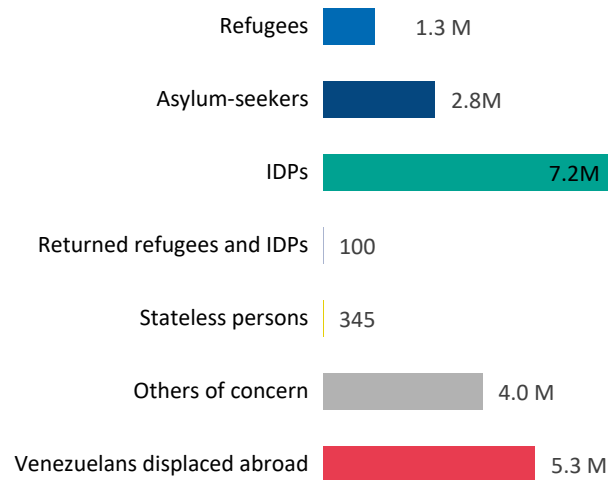 Refugees 1.3 M
Asylum-seekers 2.8M
IDPs 7.2M
Returned refugees and IDPs 100
Stateless persons 345
Others of concern 4.0 M
Venezuelans displaced abroad 5.3 M